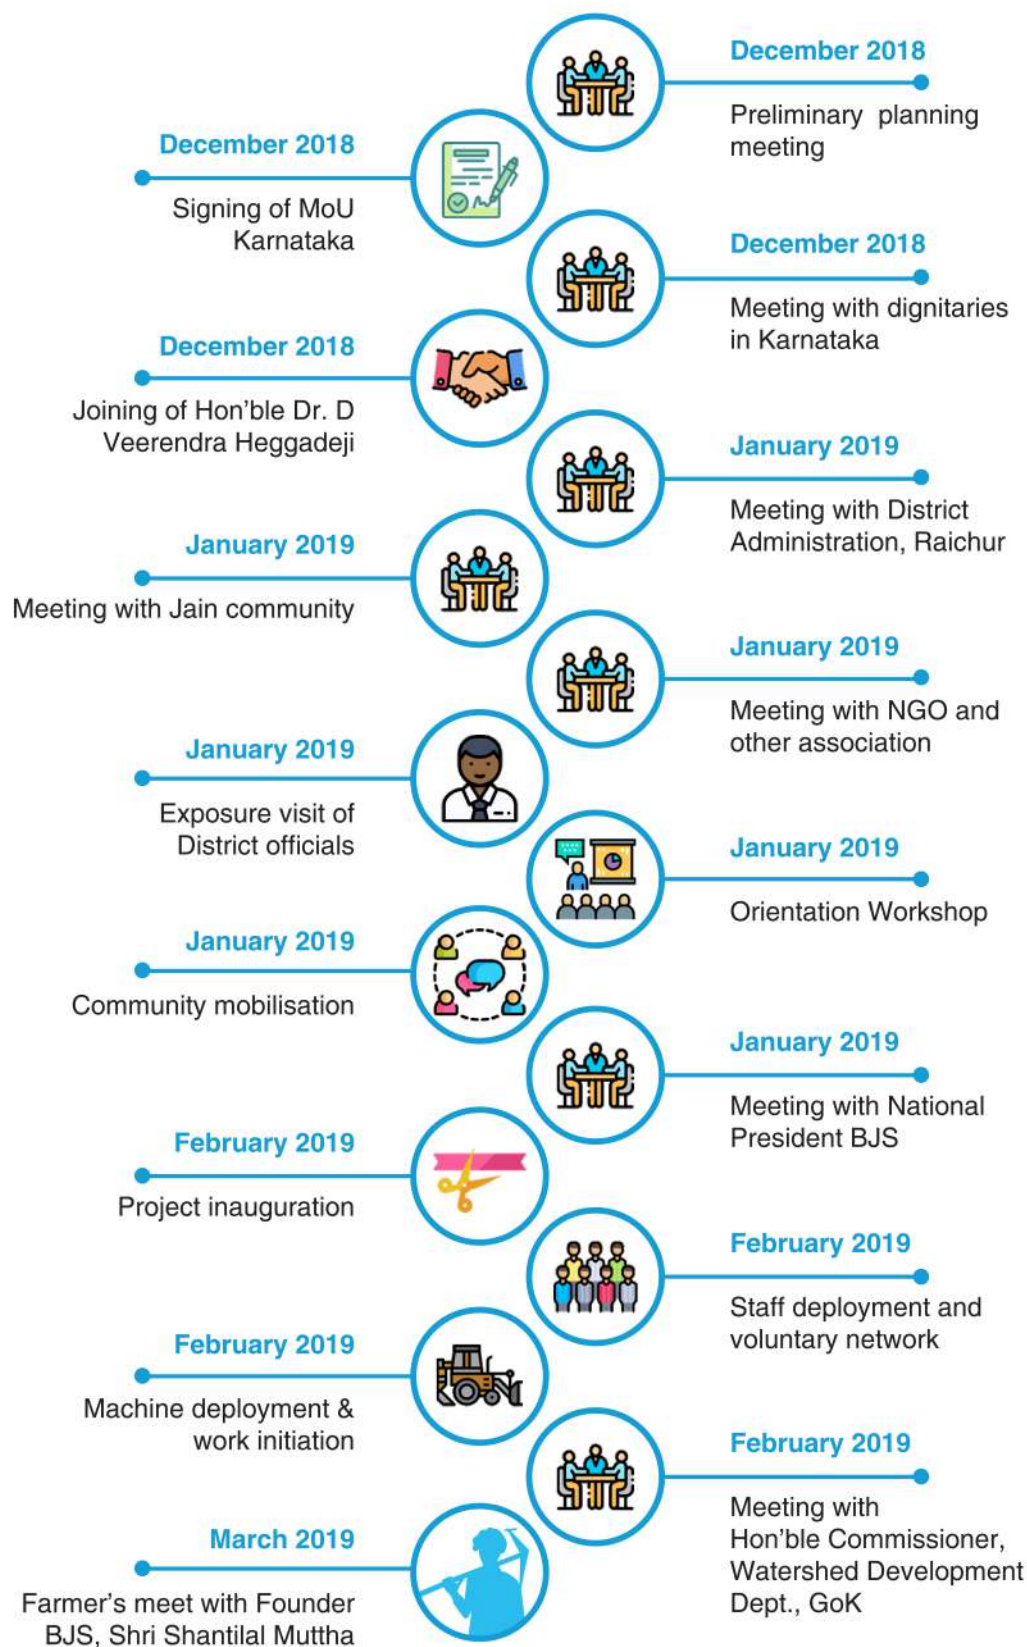 December 2018
Preliminary planning
meeting
December 2018
Signing of MoU
Karnataka
December 2018
Meeting with dignitaries
in Karnataka
December 2018
Joining of Hon’ble Dr. D
Veerendra Heggadeji
January 2019
Meeting with District
Administration, Raichur
January 2019
Meeting with Jain community
January 2019
Meeting with NGO and
other association
January 2019
Exposure visit of
District officials
January 2019
Orientation Workshop
January 2019
Community mobilisation
January 2019
Meeting with National
President BJS
February 2019
Project inauguration
February 2019
Staff deployment and
voluntary network
February 2019
Machine deployment &
work initiation
February 2019
Meeting with
Hon’ble Commissioner,
Watershed Development
Dept., GoK
March 2019
Farmer’s meet with Founder
BJS, Shri Shantilal Muttha